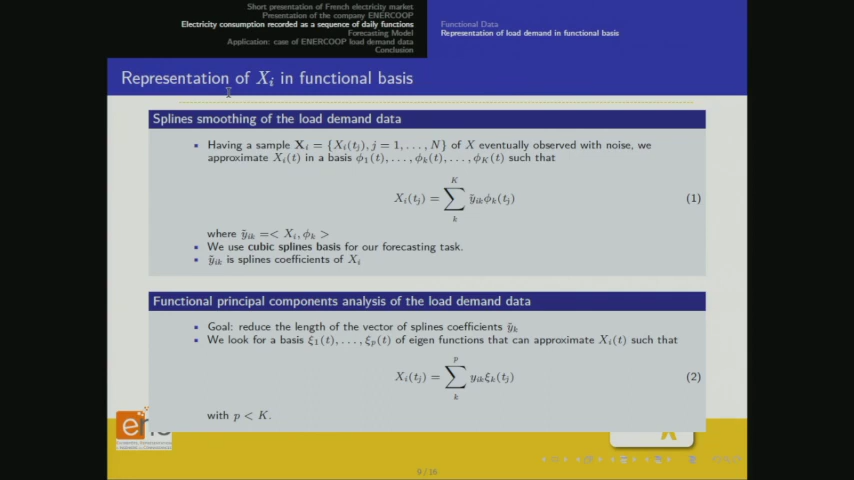 Short presentation of French electricity market
Presentation of the company ENERCOOP
Electricity consumption recorded as a sequence of daily functions
Forecasting Model
Application: case of ENERCOOP load demand data
Conclusion
Functional Data
Representation of load demand in functional basis
Representation of X_i in functional basis
Splines smoothing of the load demand data
Having a sample X_i = {X_i(t_j), j = 1, . . . , N} of X eventually observed with noise, we
approximate X_i(t) in a basis ϕ_1(t), . . . , ϕ_k(t), . . . , ϕ_K(t) such that
X_i(t_j) = ∑_k^K ỹ_ik ϕ_k(t_j) (1)
where ỹ_ik =< X_i, ϕ_k >
We use cubic splines basis for our forecasting task.
ỹ_ik is splines coefficients of X_i
Functional principal components analysis of the load demand data
Goal: reduce the length of the vector of splines coefficients ỹ_k
We look for a basis ξ_1(t), . . . , ξ_p(t) of eigen functions that can approximate X_i(t) such that
X_i(t_j) = ∑_k^p y_ik ξ_k(t_j) (2)
with p < K.
9 / 16